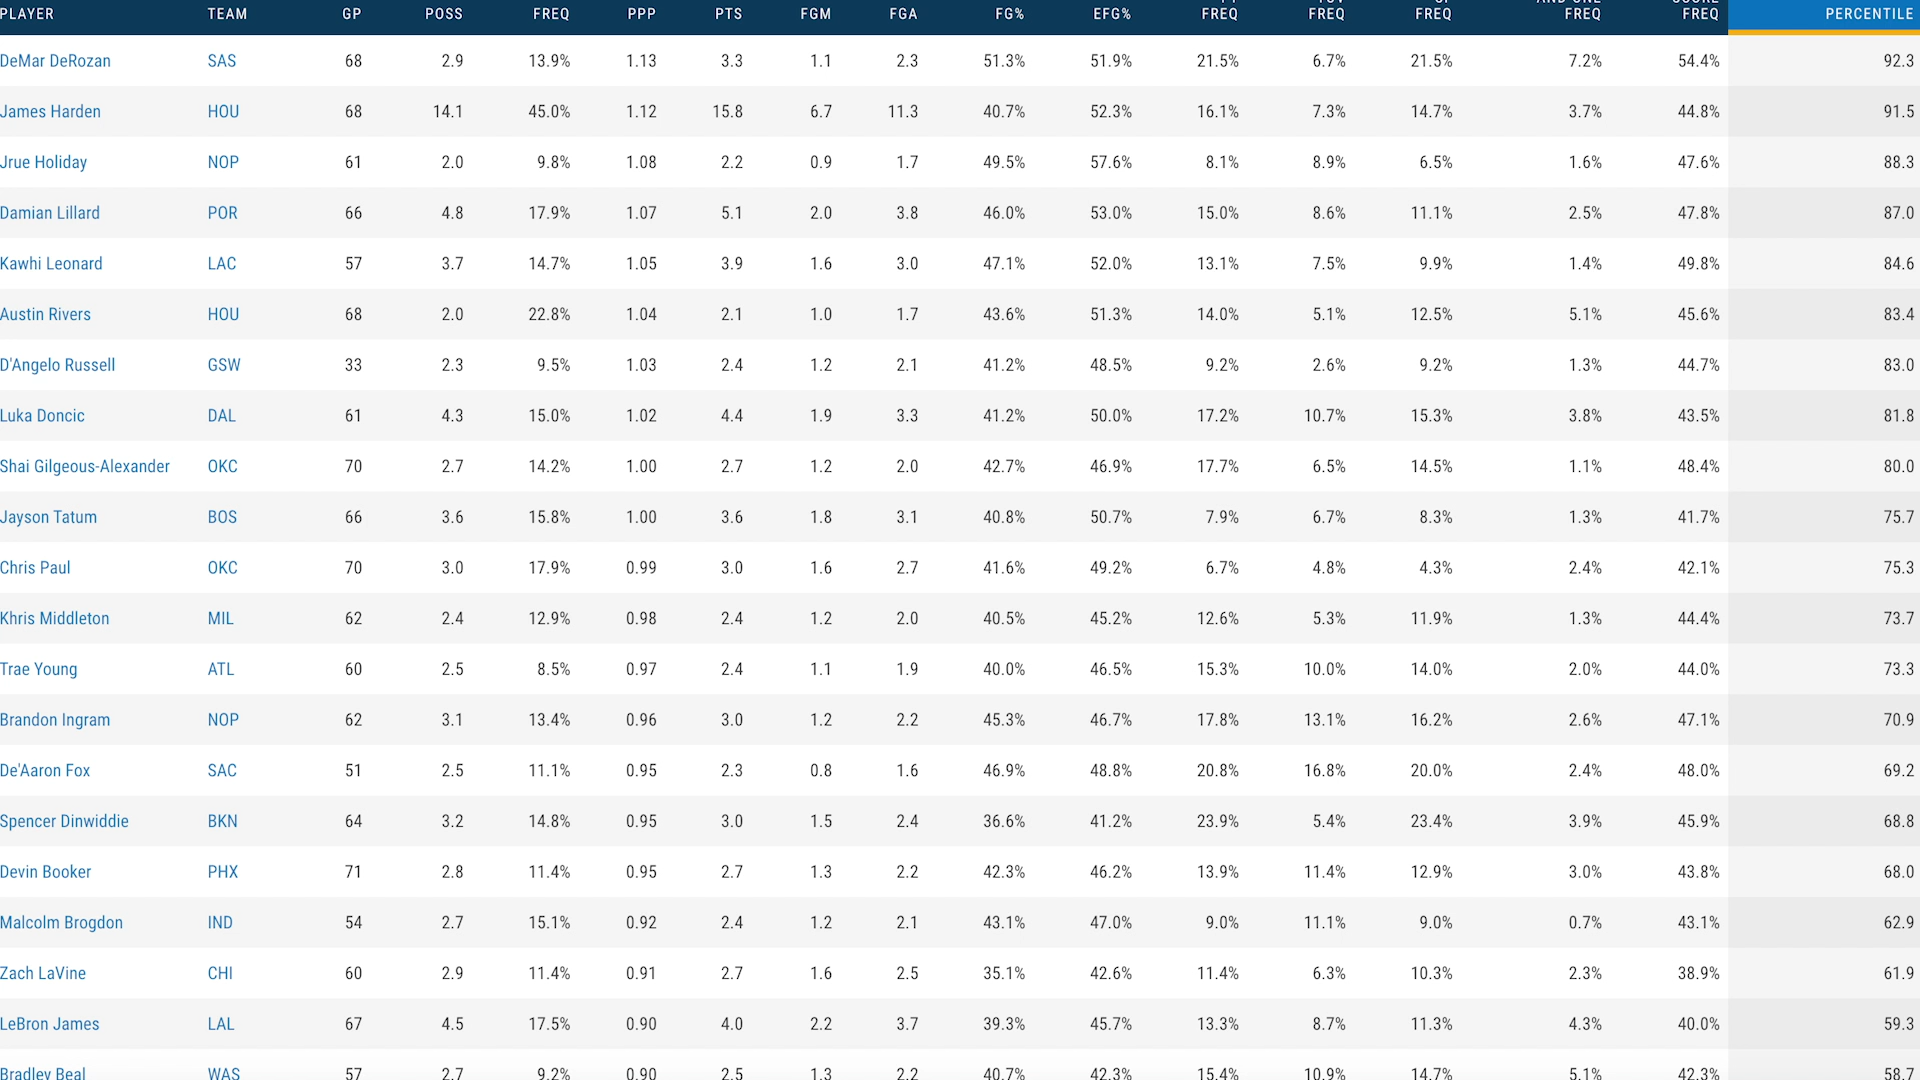 PLAYER TEAM GP POSS FREQ PPP PTS FGM FGA FG% EFG% FREQ FREQ FREQ FREQ FREQ PERCENTILE
DeMar DeRozan SAS 68 2.9 13.9% 1.13 3.3 1.1 2.3 51.3% 51.9% 21.5% 6.7% 21.5% 7.2% 54.4% 92.3
James Harden HOU 68 14.1 45.0% 1.12 15.8 6.7 11.3 40.7% 52.3% 16.1% 7.3% 14.7% 3.7% 44.8% 91.5
Jrue Holiday NOP 61 2.0 9.8% 1.08 2.2 0.9 1.7 49.5% 57.6% 8.1% 8.9% 6.5% 1.6% 47.6% 88.3
Damian Lillard POR 66 4.8 17.9% 1.07 5.1 2.0 3.8 46.0% 53.0% 15.0% 8.6% 11.1% 2.5% 47.8% 87.0
Kawhi Leonard LAC 57 3.7 14.7% 1.05 3.9 1.6 3.0 47.1% 52.0% 13.1% 7.5% 9.9% 1.4% 49.8% 84.6
Austin Rivers HOU 68 2.0 22.8% 1.04 2.1 1.0 1.7 43.6% 51.3% 14.0% 5.1% 12.5% 5.1% 45.6% 83.4
D'Angelo Russell GSW 33 2.3 9.5% 1.03 2.4 1.2 2.1 41.2% 48.5% 9.2% 2.6% 9.2% 1.3% 44.7% 83.0
Luka Doncic DAL 61 4.3 15.0% 1.02 4.4 1.9 3.3 41.2% 50.0% 17.2% 10.7% 15.3% 3.8% 43.5% 81.8
Shai Gilgeous-Alexander OKC 70 2.7 14.2% 1.00 2.7 1.2 2.0 42.7% 46.9% 17.7% 6.5% 14.5% 1.1% 48.4% 80.0
Jayson Tatum BOS 66 3.6 15.8% 1.00 3.6 1.8 3.1 40.8% 50.7% 7.9% 6.7% 8.3% 1.3% 41.7% 75.7
Chris Paul OKC 70 3.0 17.9% 0.99 3.0 1.6 2.7 41.6% 49.2% 6.7% 4.8% 4.3% 2.4% 42.1% 75.3
Khris Middleton MIL 62 2.4 12.9% 0.98 2.4 1.2 2.0 40.5% 45.2% 12.6% 5.3% 11.9% 1.3% 44.4% 73.7
Trae Young ATL 60 2.5 8.5% 0.97 2.4 1.1 1.9 40.0% 46.5% 15.3% 10.0% 14.0% 2.0% 44.0% 73.3
Brandon Ingram NOP 62 3.1 13.4% 0.96 3.0 1.2 2.2 45.3% 46.7% 17.8% 13.1% 16.2% 2.6% 47.1% 70.9
De'Aaron Fox SAC 51 2.5 11.1% 0.95 2.3 0.8 1.6 46.9% 48.8% 20.8% 16.8% 20.0% 2.4% 48.0% 69.2
Spencer Dinwiddie BKN 64 3.2 14.8% 0.95 3.0 1.5 2.4 36.6% 41.2% 23.9% 5.4% 23.4% 3.9% 45.9% 68.8
Devin Booker PHX 71 2.8 11.4% 0.95 2.7 1.3 2.2 42.3% 46.2% 13.9% 11.4% 12.9% 3.0% 43.8% 68.0
Malcolm Brogdon IND 54 2.7 15.1% 0.92 2.4 1.2 2.1 43.1% 47.0% 9.0% 11.1% 9.0% 0.7% 43.1% 62.9
Zach LaVine CHI 60 2.9 11.4% 0.91 2.7 1.6 2.5 35.1% 42.6% 11.4% 6.3% 10.3% 2.3% 38.9% 61.9
LeBron James LAL 67 4.5 17.5% 0.90 4.0 2.2 3.7 39.3% 45.7% 13.3% 8.7% 11.3% 4.3% 40.0% 59.3
Bradley Beal WAS 57 2.7 9.2% 0.90 2.5 1.3 2.2 40.7% 42.3% 15.4% 10.9% 14.7% 5.1% 42.3% 58.7